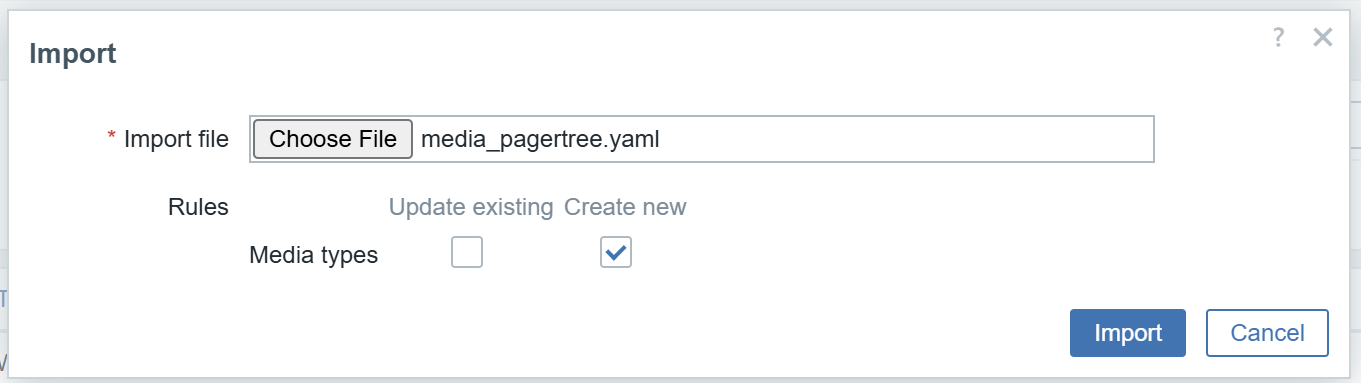 Import
?
* Import file
Choose File media_pagertree.yaml
Rules
Update existing Create new
Media types
Import
Cancel